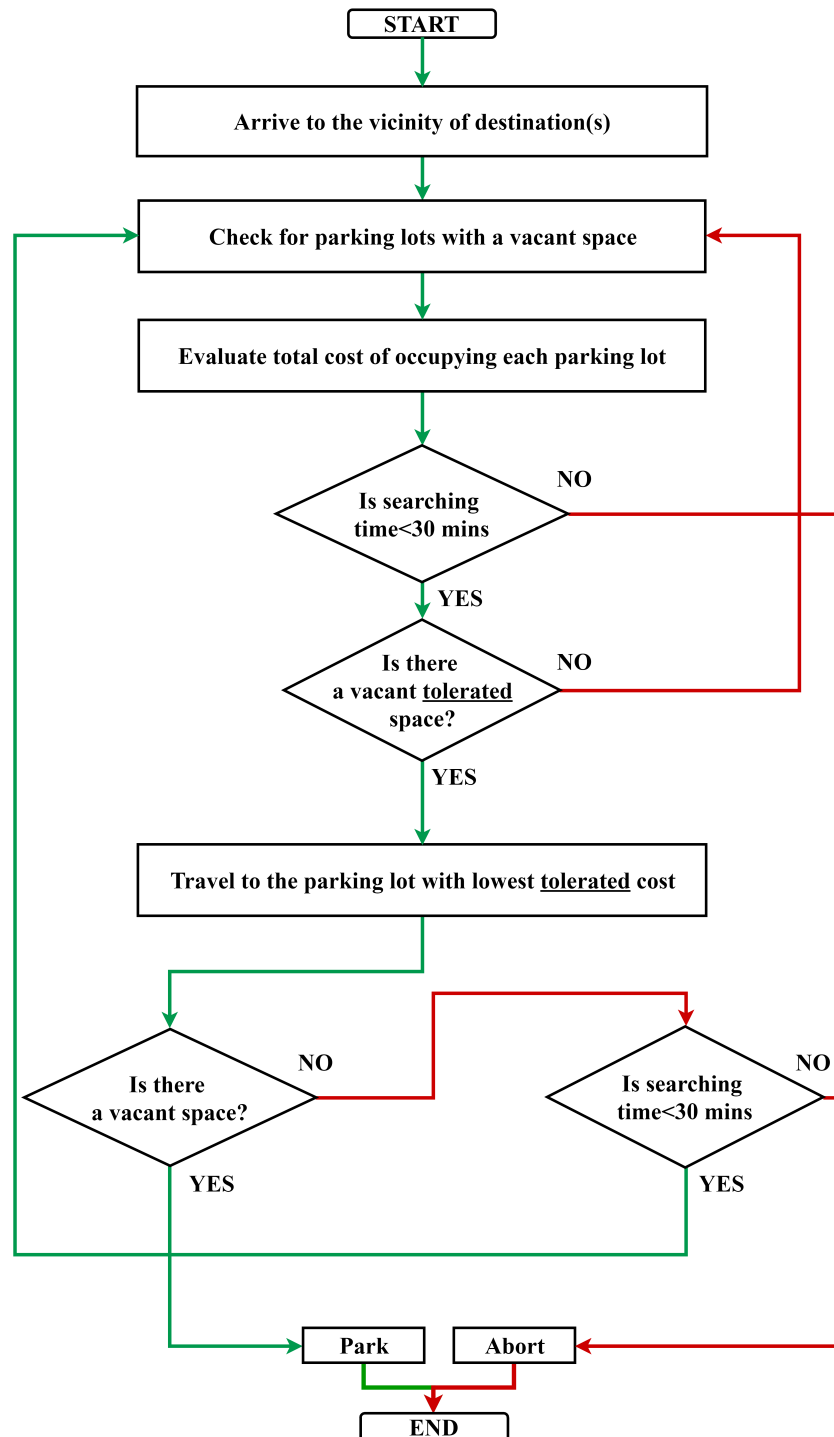 START
Arrive to the vicinity of destination(s)
Check for parking lots with a vacant space
Evaluate total cost of occupying each parking lot
Is searching
time<30 mins
NO
YES
Is there
a vacant tolerated
space?
NO
YES
Travel to the parking lot with lowest tolerated cost
Is there
a vacant space?
NO
YES
Is searching
time<30 mins
NO
YES
Park
Abort
END